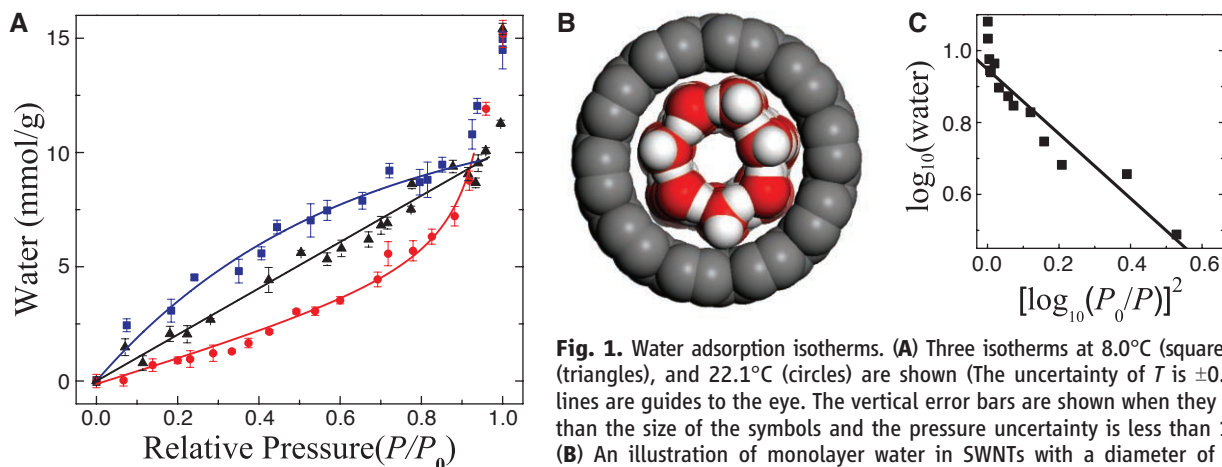 A
15
10
5
0
Water (mmol/g)
0.0 0.2 0.4 0.6 0.8 1.0
Relative Pressure(P/P₀)
B
C
1.0
0.8
0.6
log₁₀(water)
0.0 0.2 0.4 0.6
[log₁₀(P₀/P)]²
Fig. 1. Water adsorption isotherms. (A) Three isotherms at 8.0°C (square
(triangles), and 22.1°C (circles) are shown (The uncertainty of T is ±0.
lines are guides to the eye. The vertical error bars are shown when they
than the size of the symbols and the pressure uncertainty is less than 1
(B) An illustration of monolayer water in SWNTs with a diameter of